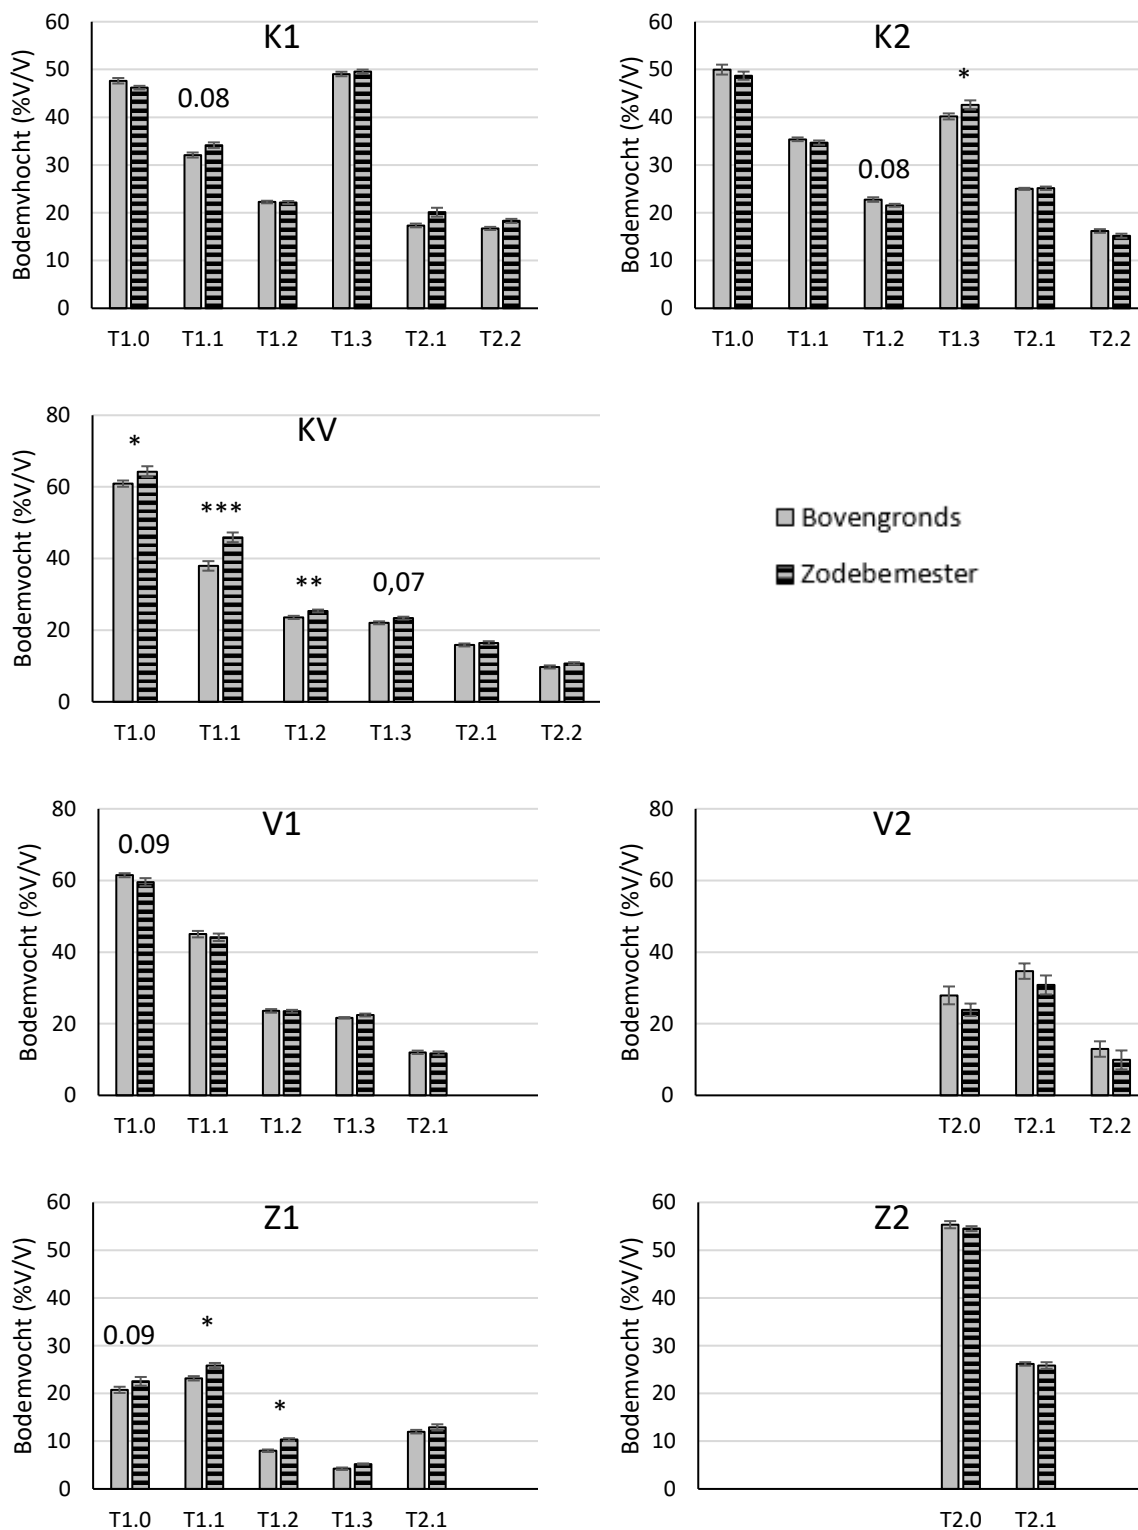 K1
Bodemvhocht (%V/V)
60
50
40
30
20
10
0
0.08
T1.0 T1.1 T1.2 T1.3 T2.1 T2.2
K2
Bodemvocht (%V/V)
60
50
40
30
20
10
0
0.08
*
T1.0 T1.1 T1.2 T1.3 T2.1 T2.2
KV
Bodemvocht (%V/V)
80
60
40
20
0
*
***
**
0,07
T1.0 T1.1 T1.2 T1.3 T2.1 T2.2
Bovengronds
Zodebemester
V1
Bodemvocht (%V/V)
80
60
40
20
0
0.09
T1.0 T1.1 T1.2 T1.3 T2.1
V2
Bodemvocht (%V/V)
80
60
40
20
0
T2.0 T2.1 T2.2
Z1
Bodemvocht (%V/V)
60
50
40
30
20
10
0
0.09
*
*
T1.0 T1.1 T1.2 T1.3 T2.1
Z2
Bodemvocht (%V/V)
60
50
40
30
20
10
0
T2.0 T2.1